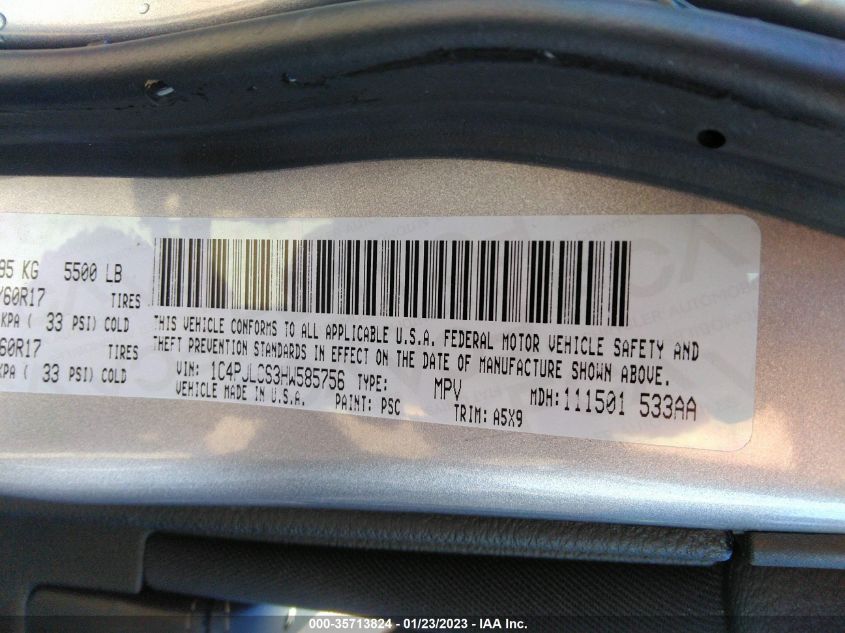 95 KG 5500 LB
/60R17 TIRES
KPA ( 33 PSI) COLD
60R17 TIRES
KPA ( 33 PSI) COLD
THIS VEHICLE CONFORMS TO ALL APPLICABLE U.S.A. FEDERAL MOTOR VEHICLE SAFETY AND
THEFT PREVENTION STANDARDS IN EFFECT ON THE DATE OF MANUFACTURE SHOWN ABOVE.
VIN: 1C4PJLCS3HW585756 TYPE: MPV MDH:111501 533AA
VEHICLE MADE IN U.S.A. PAINT: PSC TRIM: A5X9
000-35713824 - 01/23/2023 - IAA Inc.